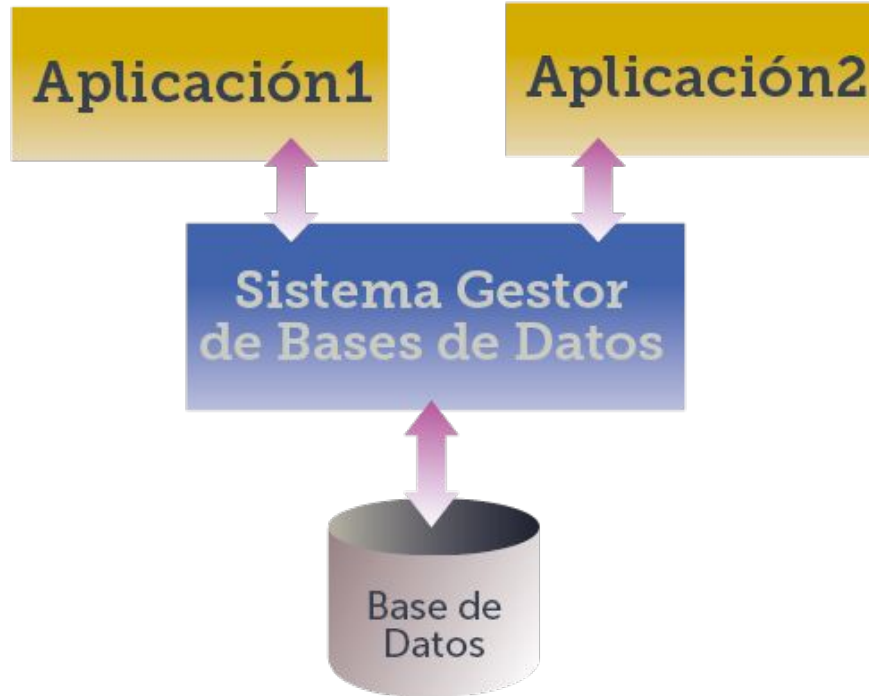 Aplicación1
Aplicación2
Sistema Gestor
de Bases de Datos
Base de
Datos